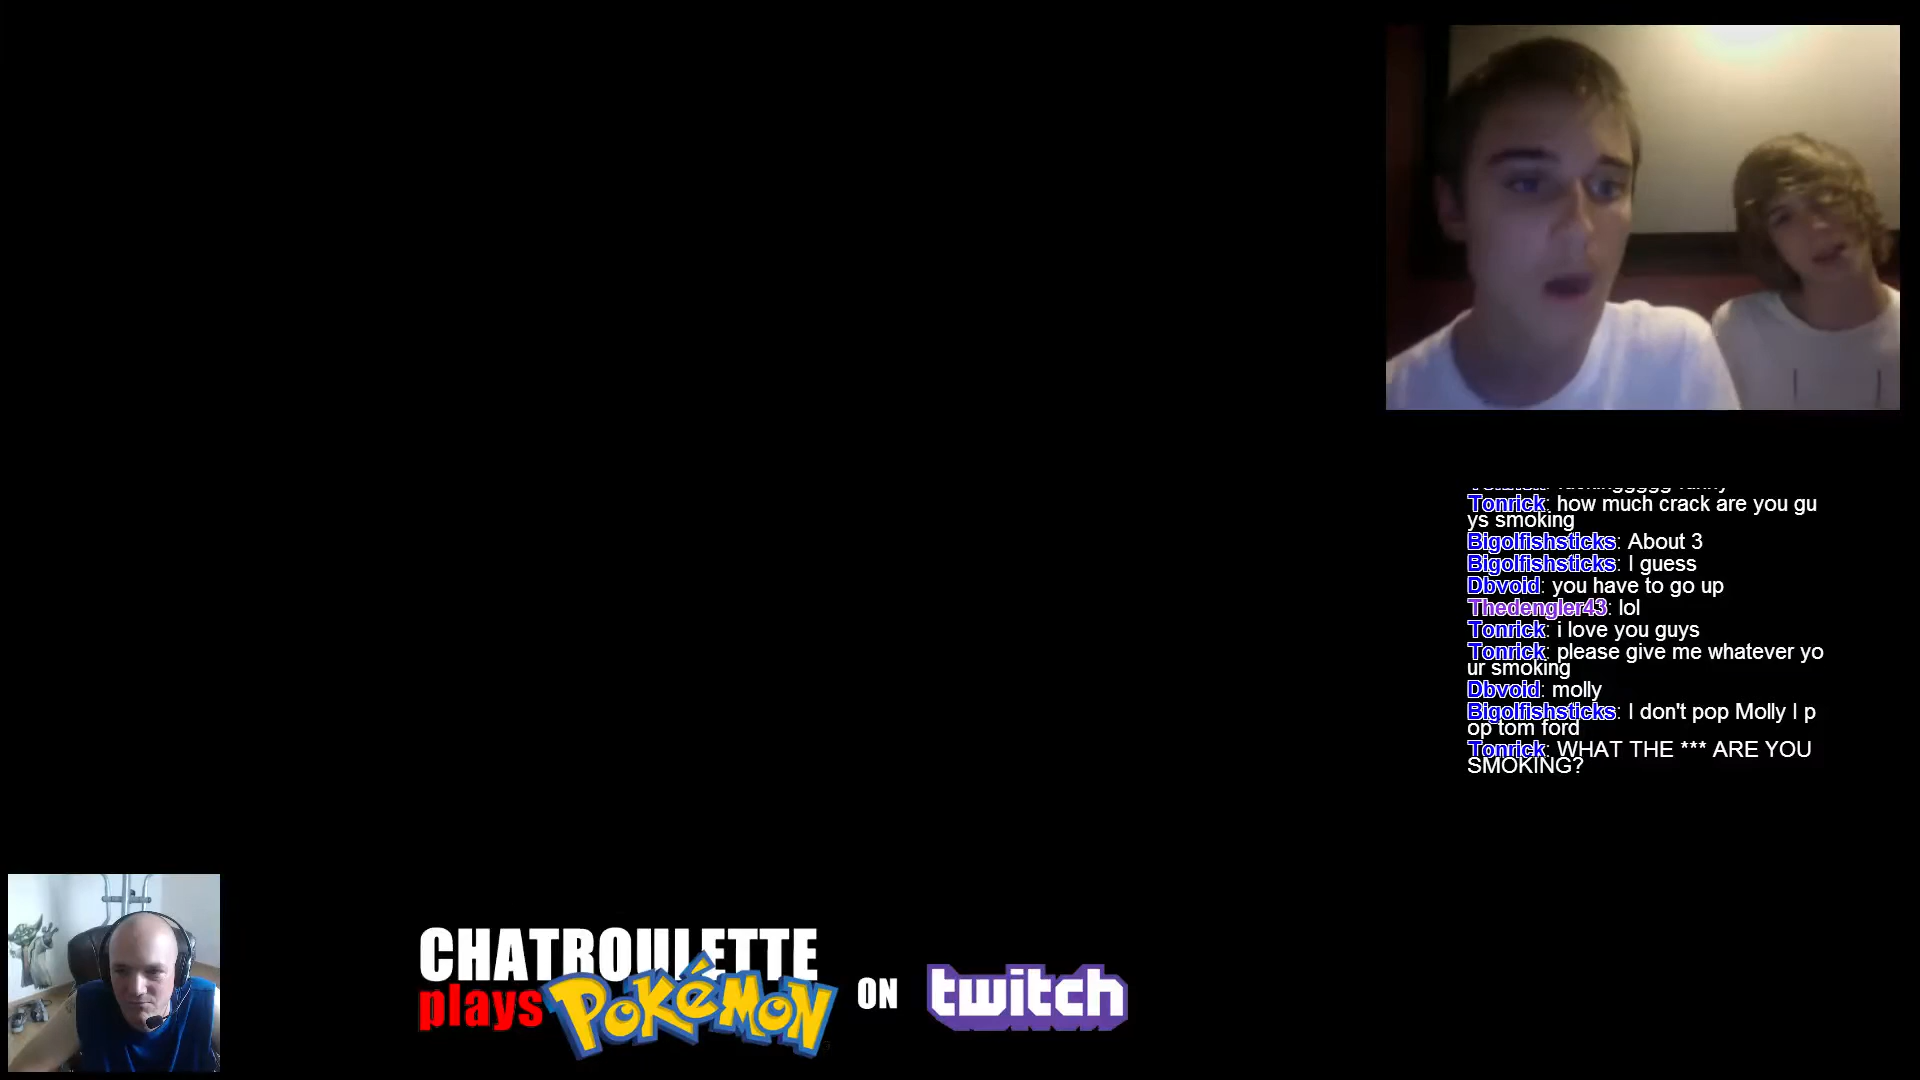 Tonrick: how much crack are you gu
ys smoking
Bigolfishsticks: About 3
Bigolfishsticks: I guess
Dbvoid: you have to go up
Thedengler43: lol
Tonrick: i love you guys
Tonrick: please give me whatever yo
ur smoking
Dbvoid: molly
Bigolfishsticks: I don't pop Molly I p
op tom ford
Tonrick: WHAT THE *** ARE YOU
SMOKING?
CHATROULETTE
plays POKéMON ON twitch